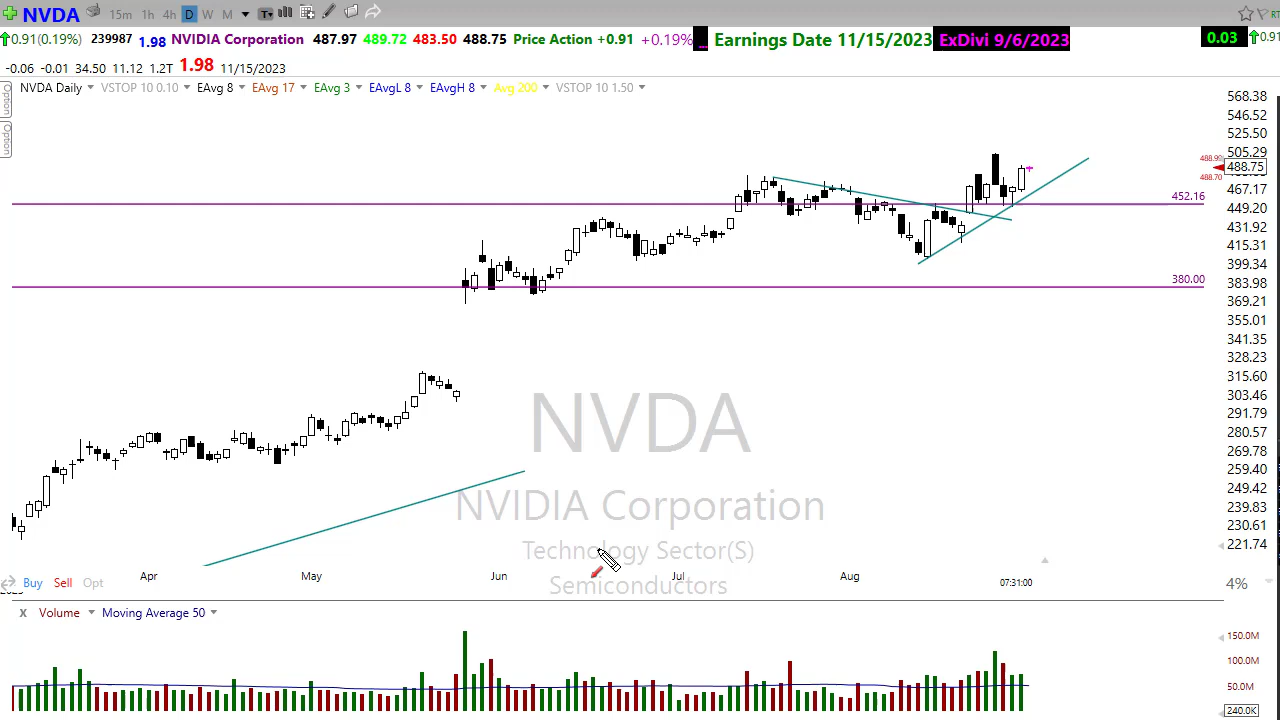 NVDA 15m 1h 4h D W M T
0.91(0.19%) 239987 1.98 NVIDIA Corporation 487.97 489.72 483.50 488.75 Price Action +0.91 +0.19% Earnings Date 11/15/2023 ExDivi 9/6/2023 0.03 0.91
-0.06 -0.01 34.50 11.12 1.2T 1.98 11/15/2023
NVDA Daily VSTOP 10 0.10 EAvg 8 EAvg 17 EAvg 3 EAvgL 8 EAvgH 8 Avg 200 VSTOP 10 1.50
Option
Option
568.38
546.52
525.50
505.29
488.99
488.75
488.70
467.17
452.16
449.20
431.92
415.31
399.34
380.00
383.98
369.21
355.01
341.35
328.23
315.60
303.46
291.79
280.57
269.78
259.40
249.42
239.83
230.61
221.74
NVDA
NVIDIA Corporation
Technology Sector(S)
Semiconductors
Buy Sell Opt Apr May Jun Jul Aug 07:31:00 4%
X Volume Moving Average 50
150.0M
100.0M
50.0M
240.0K